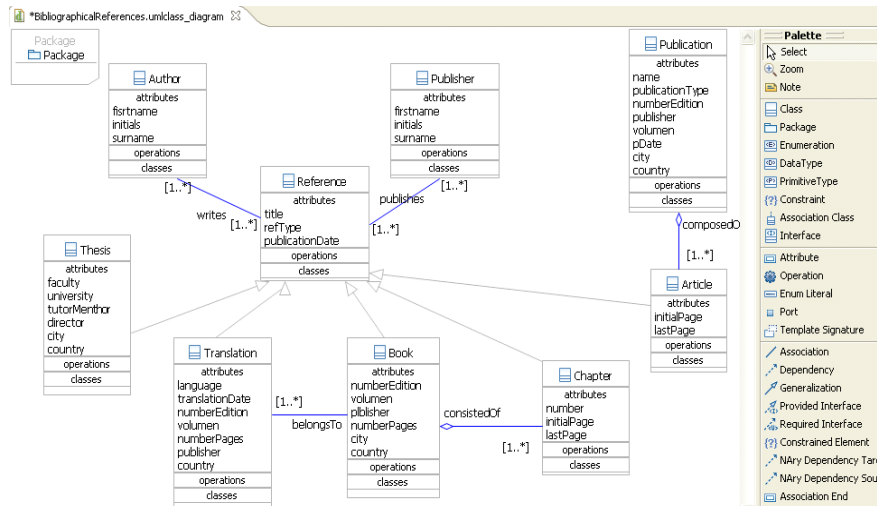 *BibliographicalReferences.umlclass_diagram
Package
Package
Author
attributes
fisrtname
initials
surname
operations
classes
Publisher
attributes
firstname
initials
surname
operations
classes
Publication
attributes
name
publicationType
numberEdition
publisher
volumen
pDate
city
country
operations
classes
[1..*]
writes
[1..*]
Reference
attributes
title
refType
publicationDate
operations
classes
publishes
[1..*]
[1..*]
composedO
[1..*]
Thesis
attributes
faculty
university
tutorMenthor
director
city
country
operations
classes
Article
attributes
initialPage
lastPage
operations
classes
Translation
attributes
language
translationDate
numberEdition
volumen
numberPages
publisher
country
operations
classes
[1..*]
belongsTo
Book
attributes
numberEdition
volumen
plblisher
numberPages
city
country
operations
classes
consistedOf
[1..*]
Chapter
attributes
number
initialPage
lastPage
operations
classes
Palette
Select
Zoom
Note
Class
Package
Enumeration
DataType
PrimitiveType
{?} Constraint
Association Class
Interface
Attribute
Operation
Enum Literal
Port
Template Signature
Association
Dependency
Generalization
Provided Interface
Required Interface
{?} Constrained Element
NAry Dependency Tar
NAry Dependency Sou
Association End